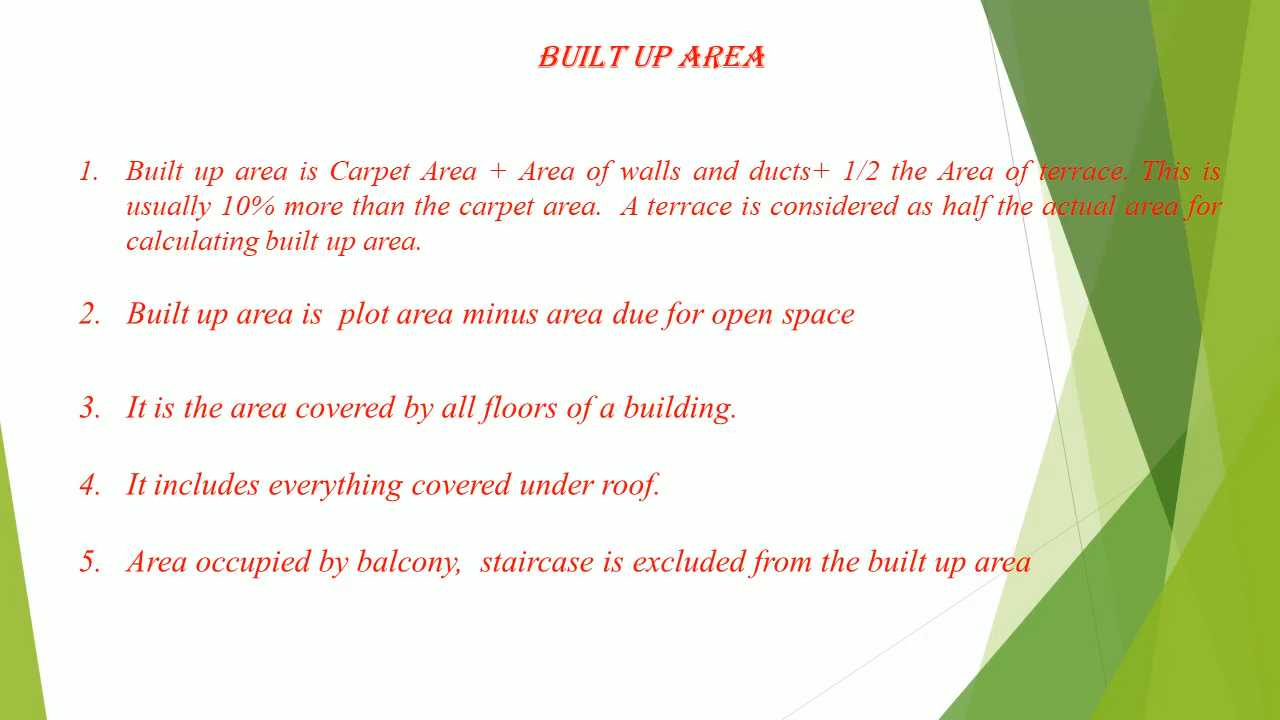 BUILT UP AREA
1. Built up area is Carpet Area + Area of walls and ducts+ 1/2 the Area of terrace. This is
usually 10% more than the carpet area. A terrace is considered as half the actual area for
calculating built up area.
2. Built up area is plot area minus area due for open space
3. It is the area covered by all floors of a building.
4. It includes everything covered under roof.
5. Area occupied by balcony, staircase is excluded from the built up area